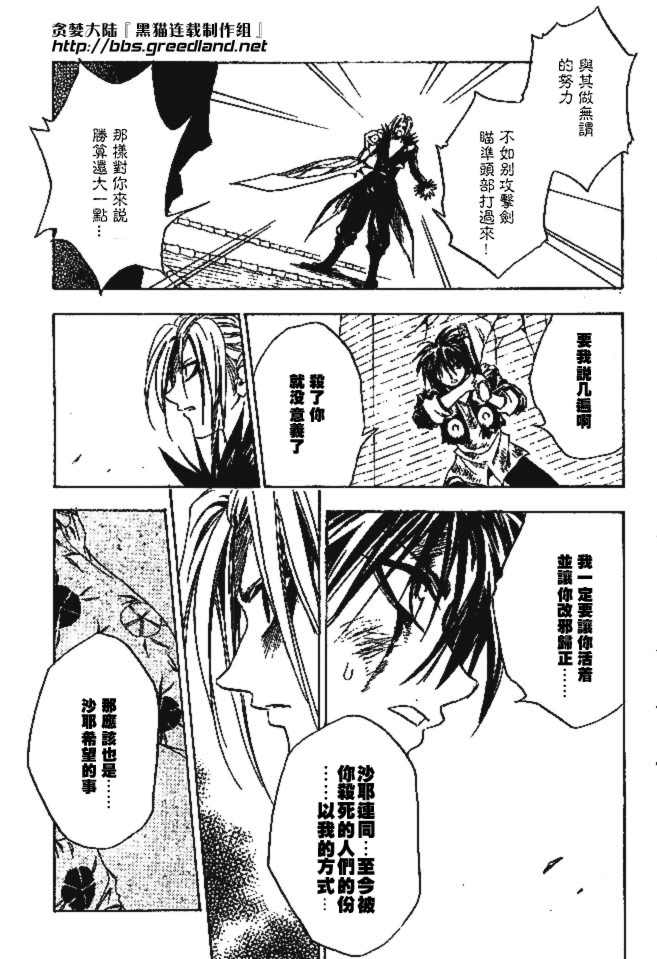 贪婪大陆『黑猫连载制作组』
http://bbs.greedland.net
與其做無謂
的努力
不如別攻擊劍
瞄準頭部打過來！
那樣對你來說
勝算還大一點…
要我說几遍啊
殺了你
就没意義了
我一定要讓你活着
並讓你改邪歸正……
沙耶連同…至今被
你殺死的人們的份
……以我的方式…
那應該也是……
沙耶希望的事